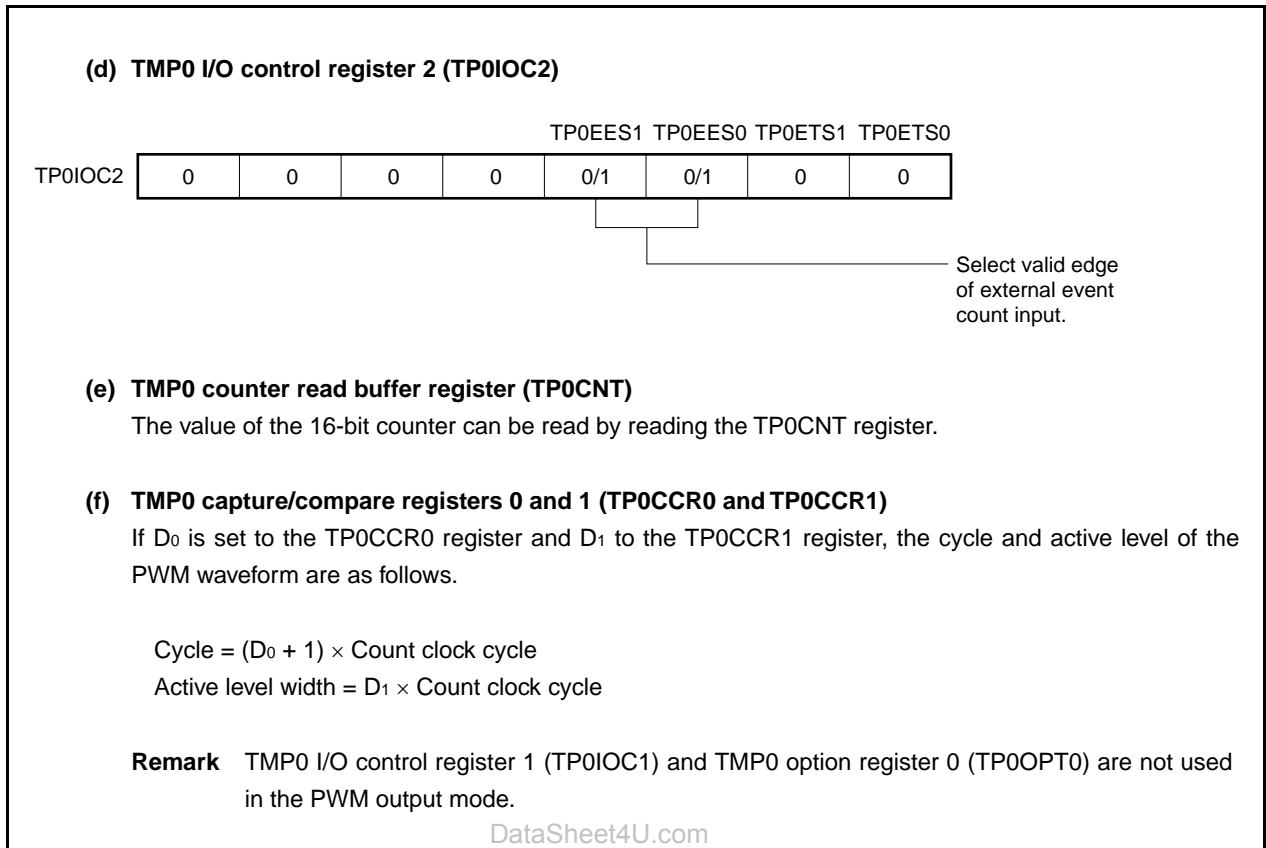 (d) TMP0 I/O control register 2 (TP0IOC2)
TP0EES1 TP0EES0 TP0ETS1 TP0ETS0
TP0IOC2 0 0 0 0 0/1 0/1 0 0
Select valid edge
of external event
count input.
(e) TMP0 counter read buffer register (TP0CNT)
The value of the 16-bit counter can be read by reading the TP0CNT register.
(f) TMP0 capture/compare registers 0 and 1 (TP0CCR0 and TP0CCR1)
If D₀ is set to the TP0CCR0 register and D₁ to the TP0CCR1 register, the cycle and active level of the
PWM waveform are as follows.
Cycle = (D₀ + 1) × Count clock cycle
Active level width = D₁ × Count clock cycle
Remark TMP0 I/O control register 1 (TP0IOC1) and TMP0 option register 0 (TP0OPT0) are not used
in the PWM output mode.
DataSheet4U.com